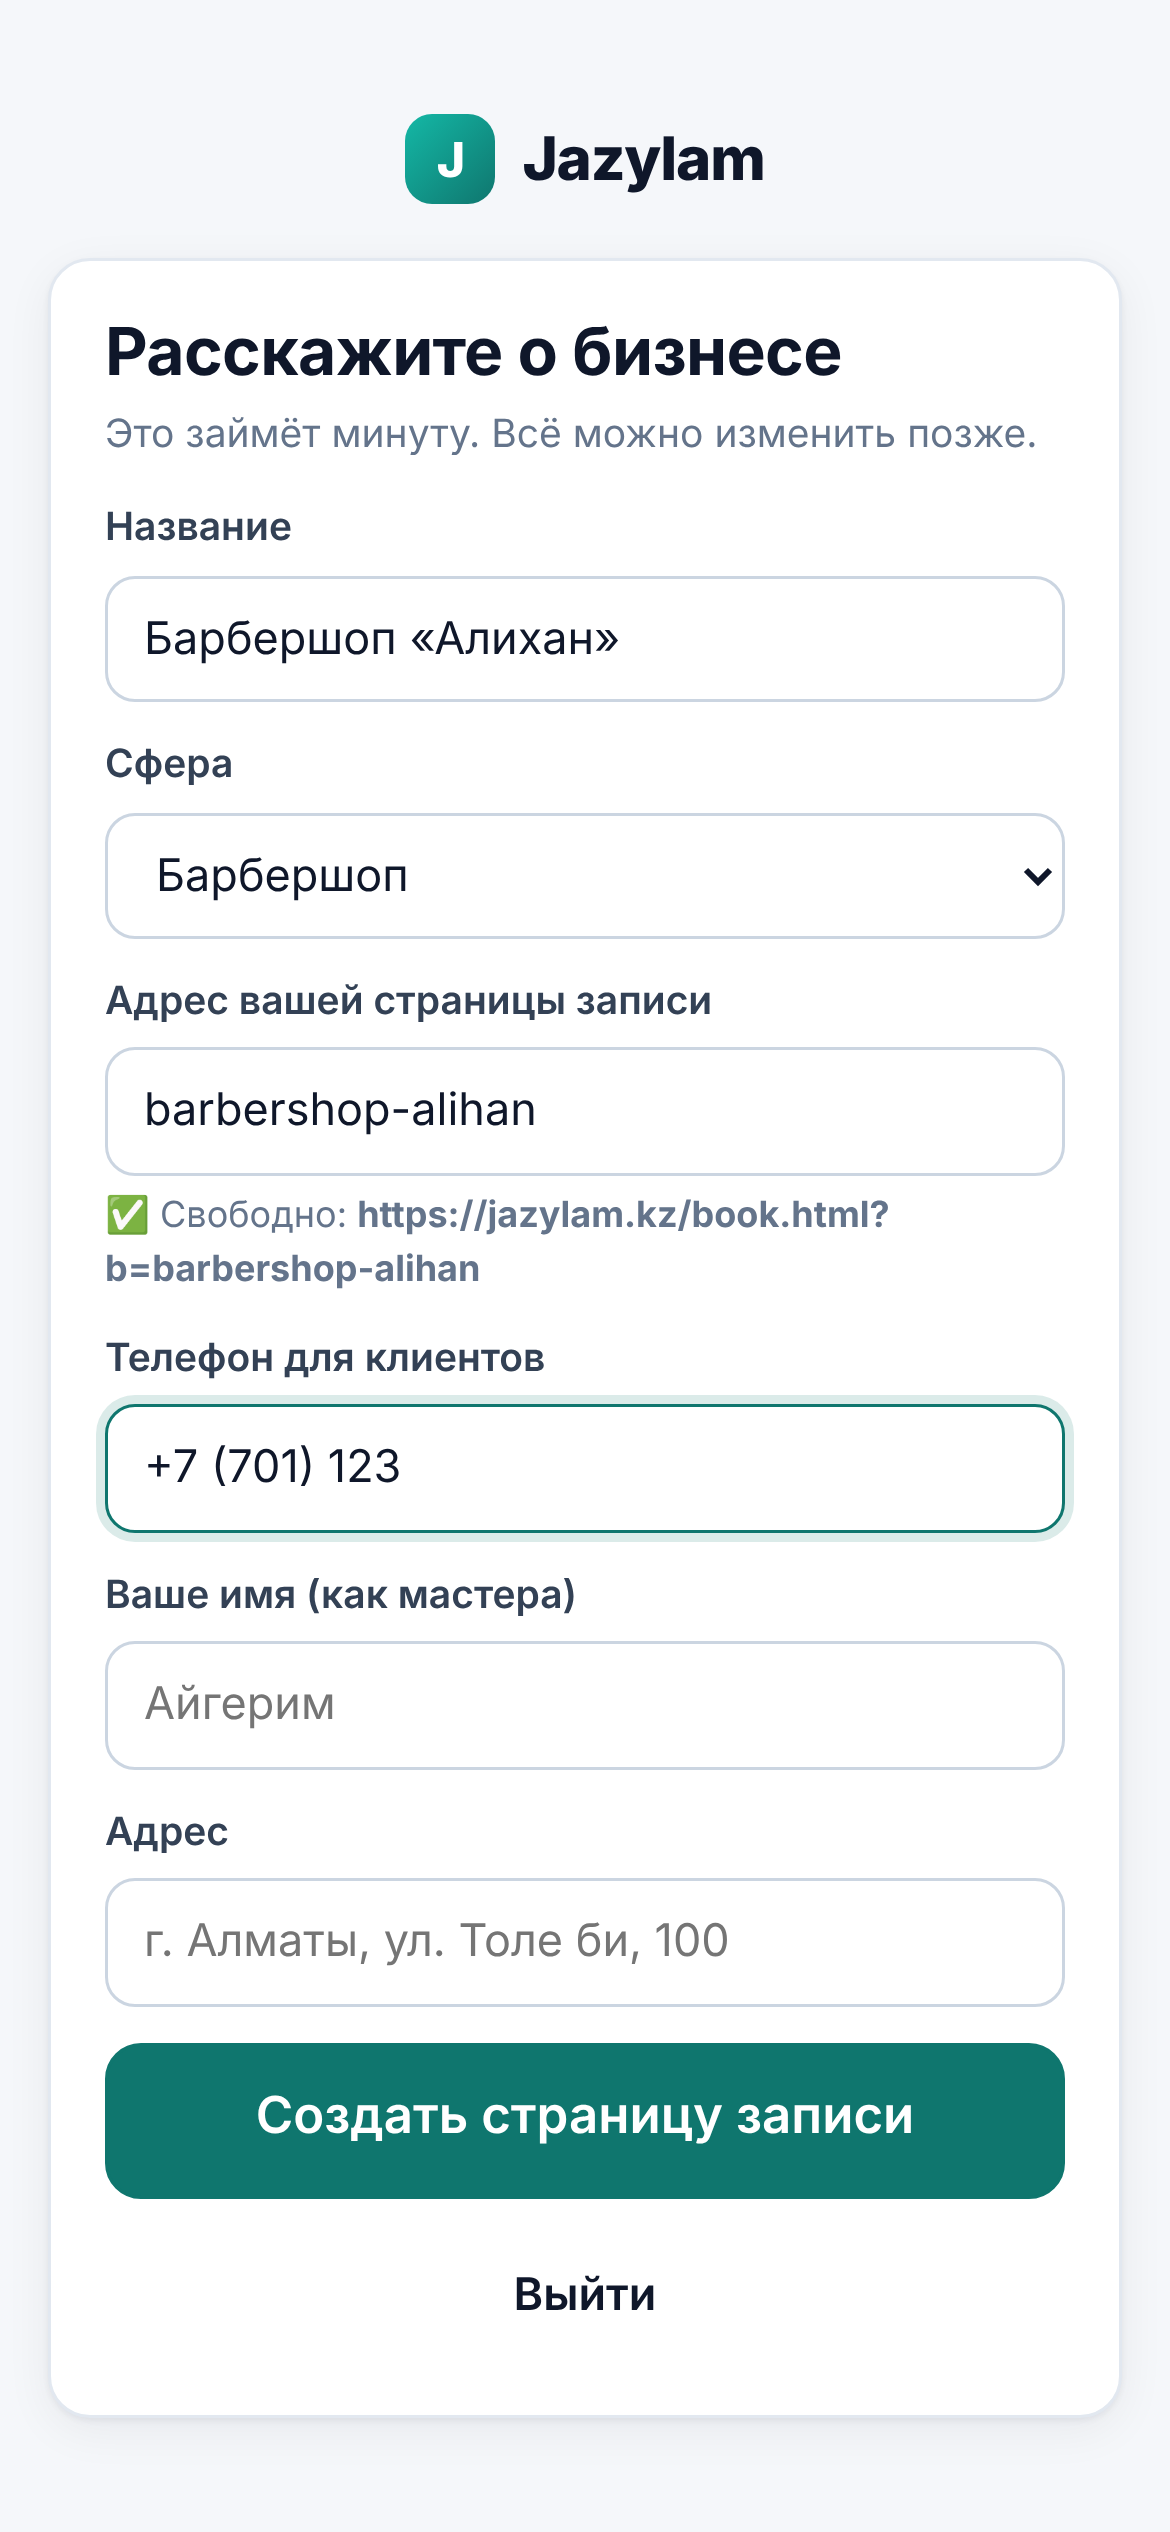 J Jazylam
Расскажите о бизнесе
Это займёт минуту. Всё можно изменить позже.
Название
Барбершоп «Алихан»
Сфера
Барбершоп
Адрес вашей страницы записи
barbershop-alihan
✅ Свободно: https://jazylam.kz/book.html?
b=barbershop-alihan
Телефон для клиентов
+7 (701) 123
Ваше имя (как мастера)
Айгерим
Адрес
г. Алматы, ул. Толе би, 100
Создать страницу записи
Выйти